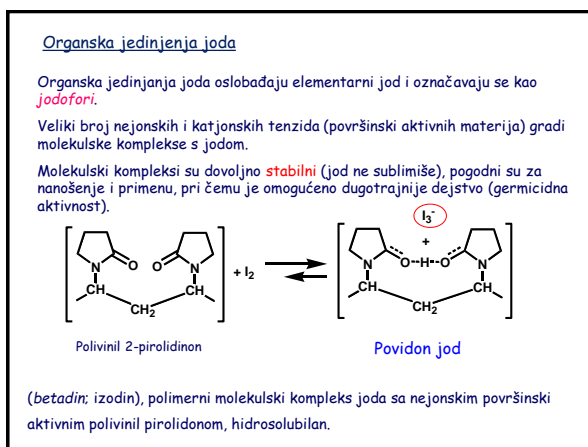 Organska jedinjenja joda
Organska jedinjanja joda oslobađaju elementarni jod i označavaju se kao
jodofori.
Veliki broj nejonskih i katjonskih tenzida (površinski aktivnih materija) gradi
molekulske komplekse s jodom.
Molekulski kompleksi su dovoljno stabilni (jod ne sublimiše), pogodni su za
nanošenje i primenu, pri čemu je omogućeno dugotrajnije dejstvo (germicidna
aktivnost).
I3-
+
N O O N + I2 N O H O N
CH CH CH CH
CH2 CH2
Polivinil 2-pirolidinon
Povidon jod
(betadin; izodin), polimerni molekulski kompleks joda sa nejonskim površinski
aktivnim polivinil pirolidonom, hidrosolubilan.